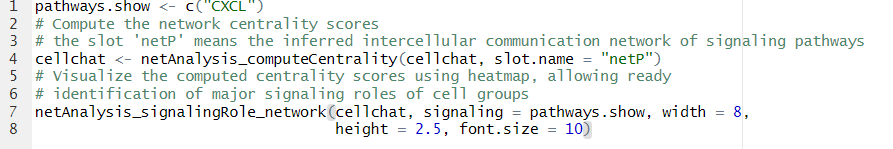 1 pathways.show <- c("CXCL")
2 # Compute the network centrality scores
3 # the slot 'netP' means the inferred intercellular communication network of signaling pathways
4 cellchat <- netAnalysis_computeCentrality(cellchat, slot.name = "netP")
5 # Visualize the computed centrality scores using heatmap, allowing ready
6 # identification of major signaling roles of cell groups
7 netAnalysis_signalingRole_network(cellchat, signaling = pathways.show, width = 8,
8 height = 2.5, font.size = 10)